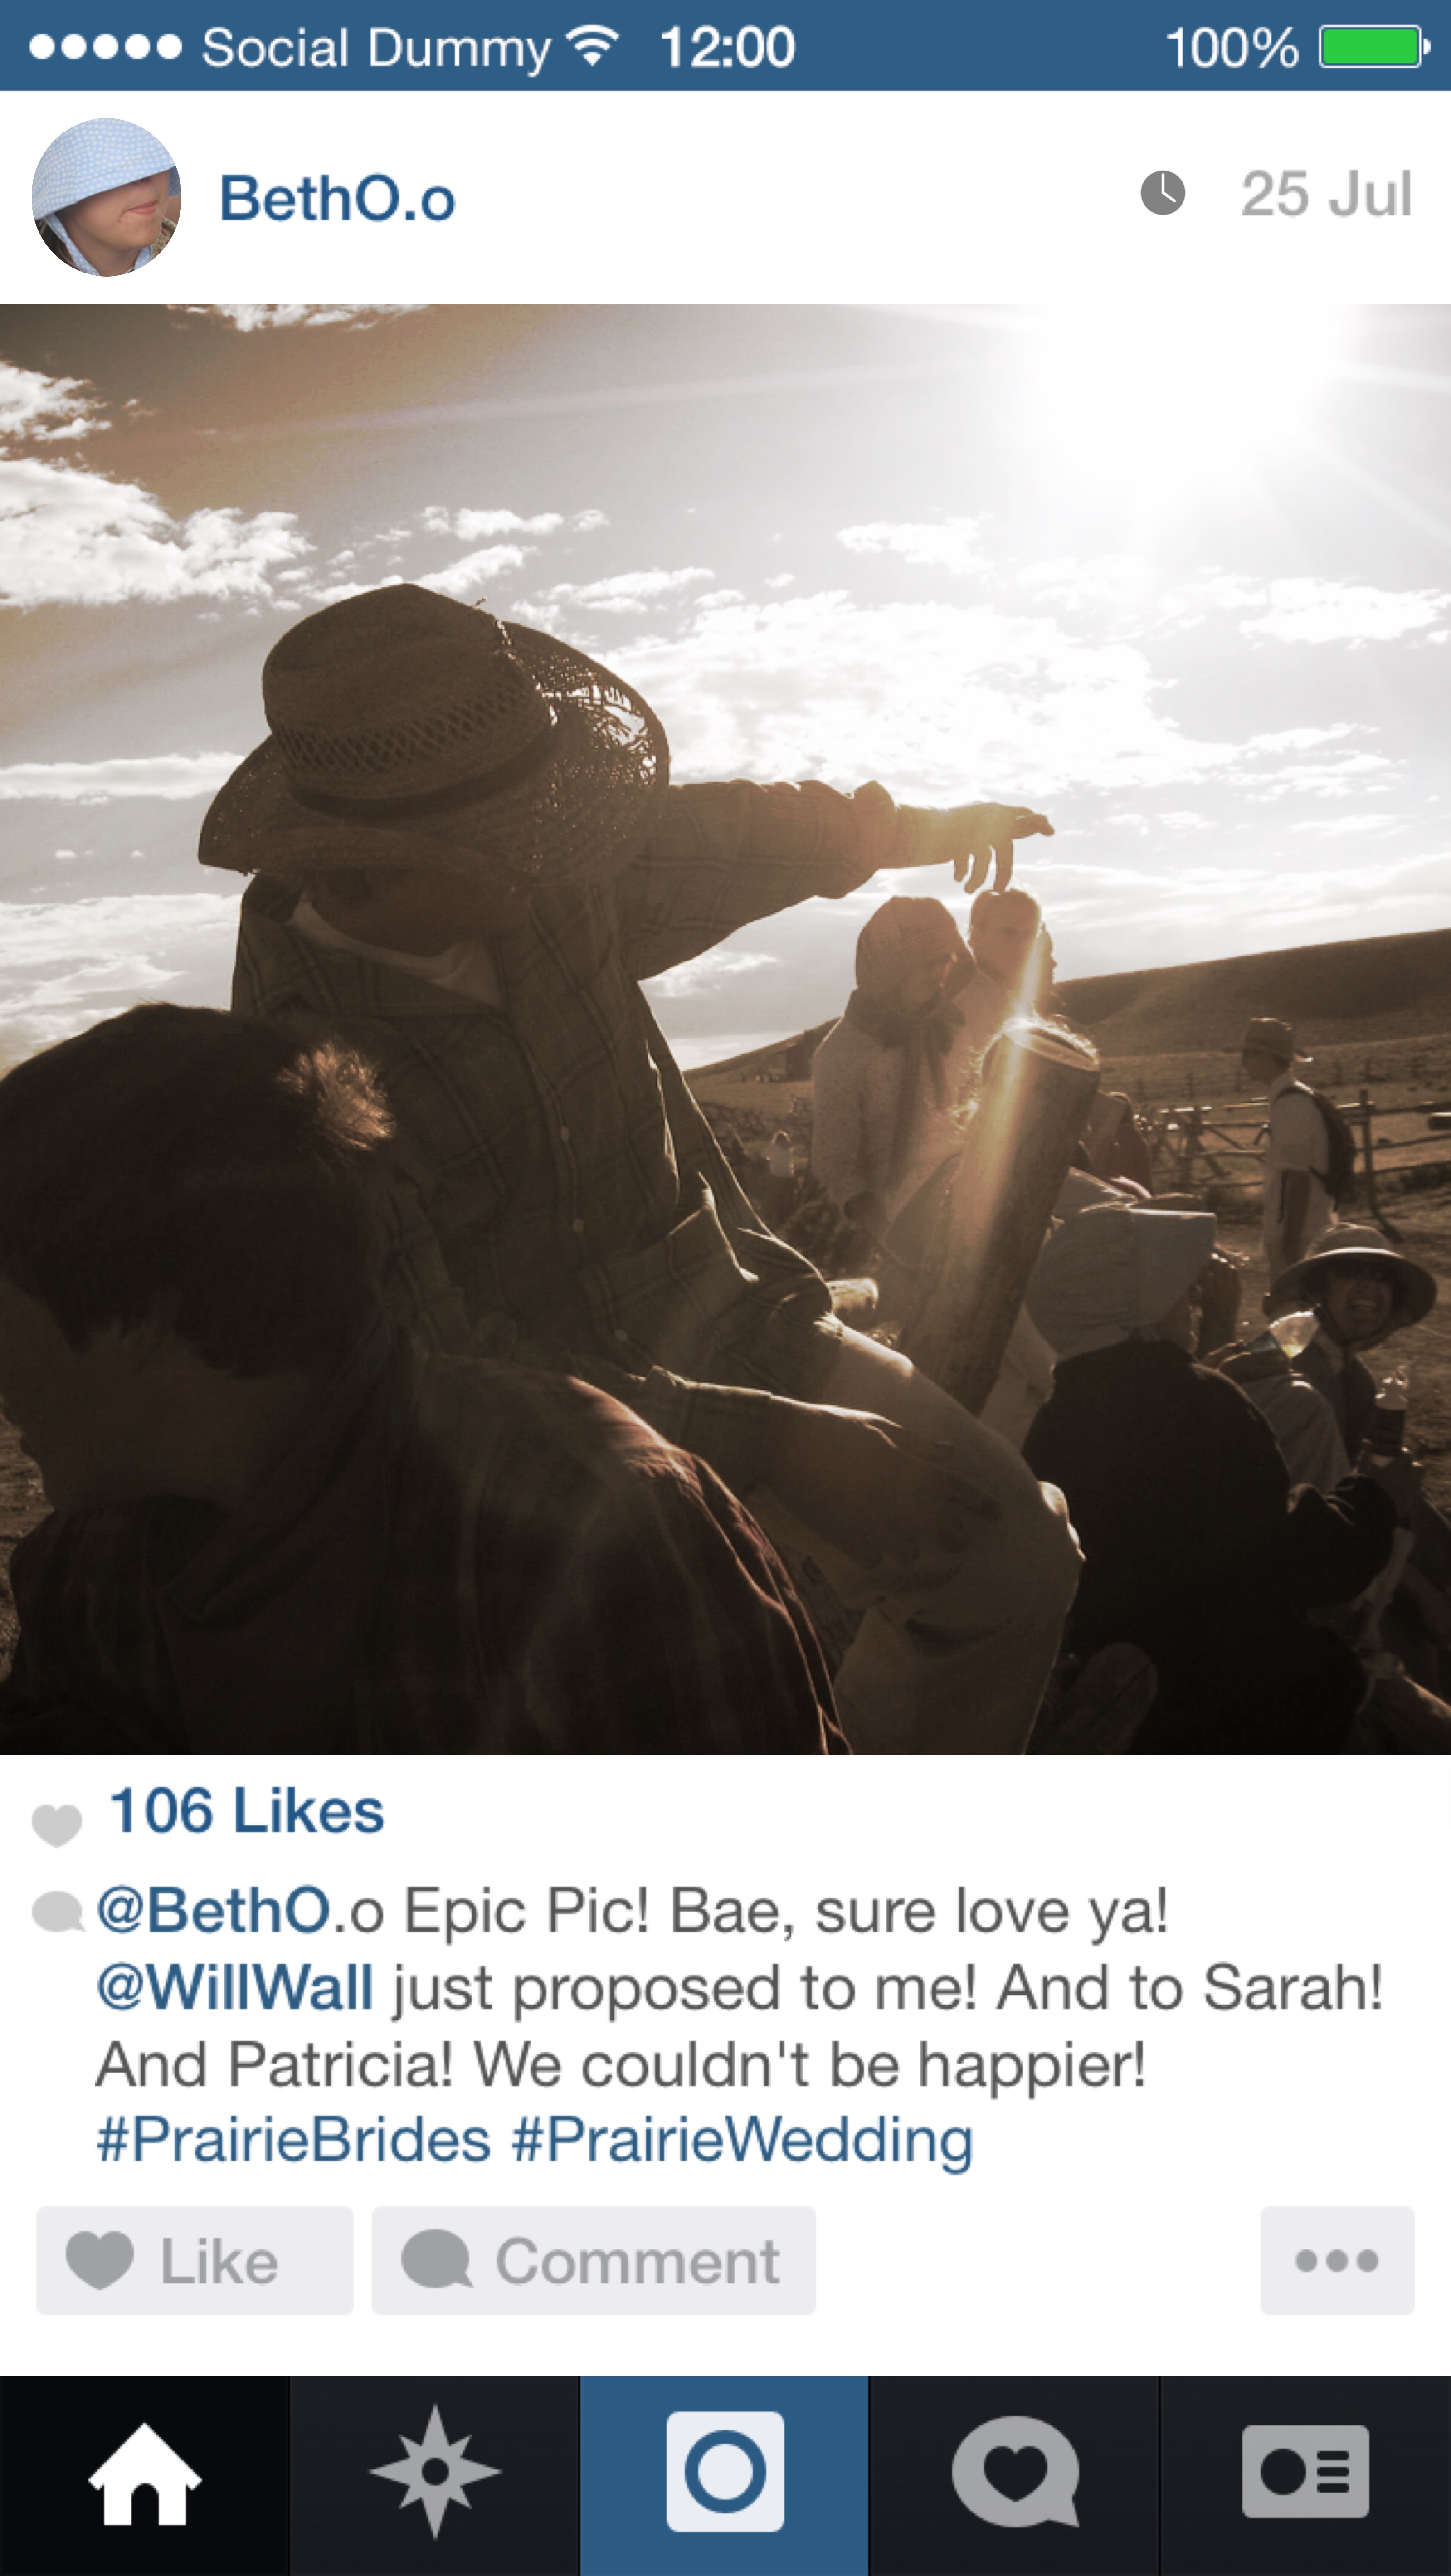 Social Dummy 12:00 100%
BethO.o 25 Jul
106 Likes
@BethO.o Epic Pic! Bae, sure love ya!
@WillWall just proposed to me! And to Sarah!
And Patricia! We couldn't be happier!
#PrairieBrides #PrairieWedding
Like Comment